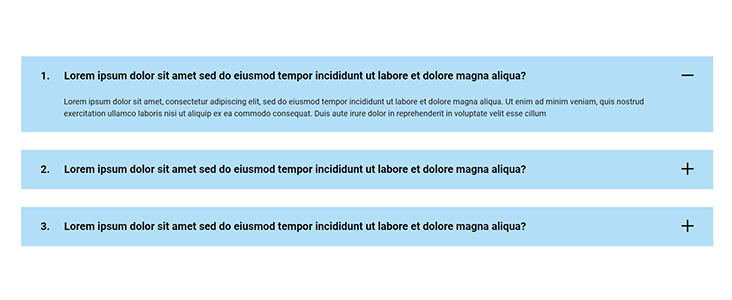 1. Lorem ipsum dolor sit amet sed do eiusmod tempor incididunt ut labore et dolore magna aliqua?
Lorem ipsum dolor sit amet, consectetur adipiscing elit, sed do eiusmod tempor incididunt ut labore et dolore magna aliqua. Ut enim ad minim veniam, quis nostrud
exercitation ullamco laboris nisi ut aliquip ex ea commodo consequat. Duis aute irure dolor in reprehenderit in voluptate velit esse cillum
2. Lorem ipsum dolor sit amet sed do eiusmod tempor incididunt ut labore et dolore magna aliqua?
3. Lorem ipsum dolor sit amet sed do eiusmod tempor incididunt ut labore et dolore magna aliqua?